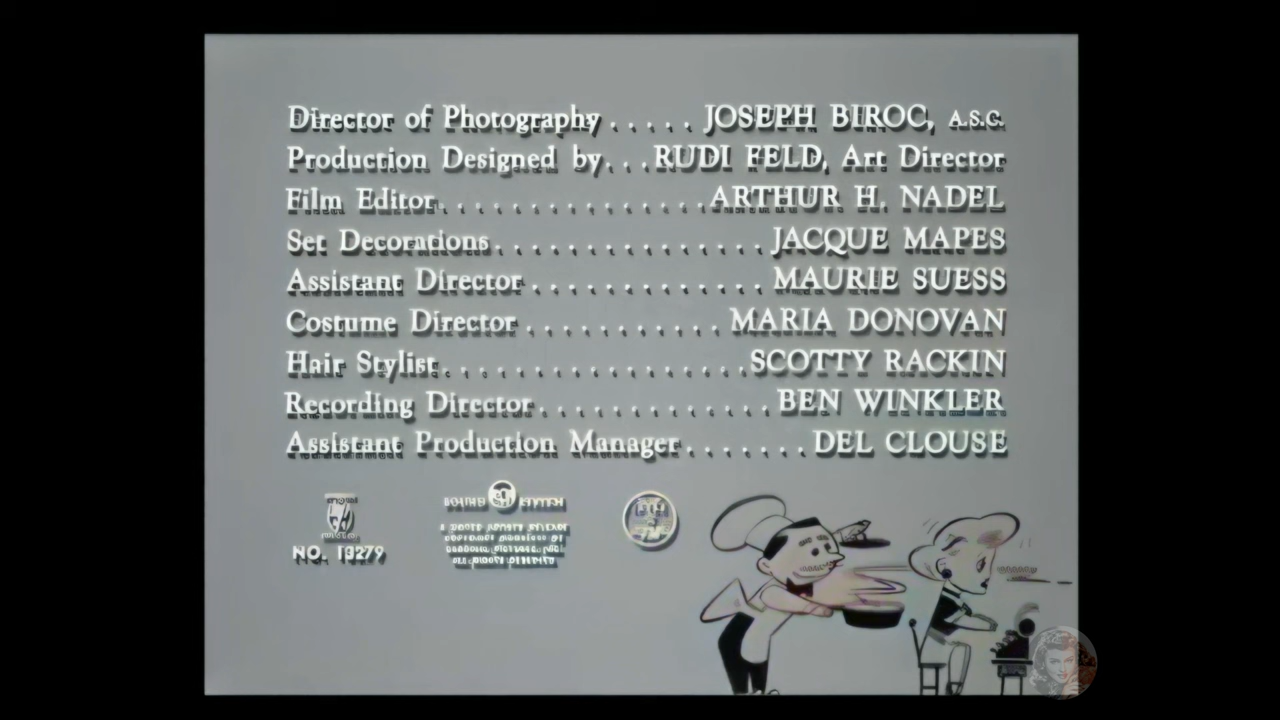 Director of Photography ..... JOSEPH BIROC, A.S.C.
Production Designed by... RUDI FELD, Art Director
Film Editor............... ARTHUR H. NADEL
Set Decorations............... JACQUE MAPES
Assistant Director............. MAURIE SUESS
Costume Director........... MARIA DONOVAN
Hair Stylist................. SCOTTY RACKIN
Recording Director............. BEN WINKLER
Assistant Production Manager....... DEL CLOUSE
NO. 13279